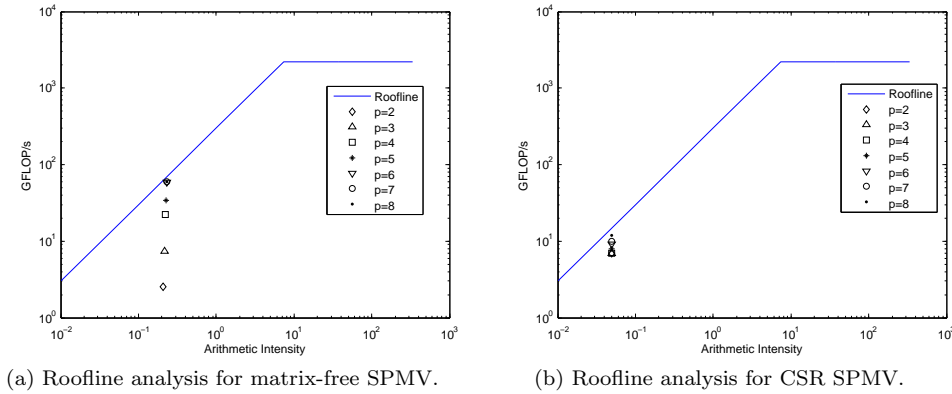 10^4
10^3
10^2
10^1
10^0
GFLOP/s
10^-2
10^-1
10^0
10^1
10^2
10^3
Arithmetic Intensity
Roofline
p=2
p=3
p=4
p=5
p=6
p=7
p=8
(a) Roofline analysis for matrix-free SPMV.
10^4
10^3
10^2
10^1
10^0
GFLOP/s
10^-2
10^-1
10^0
10^1
10^2
10^3
Arithmetic Intensity
Roofline
p=2
p=3
p=4
p=5
p=6
p=7
p=8
(b) Roofline analysis for CSR SPMV.